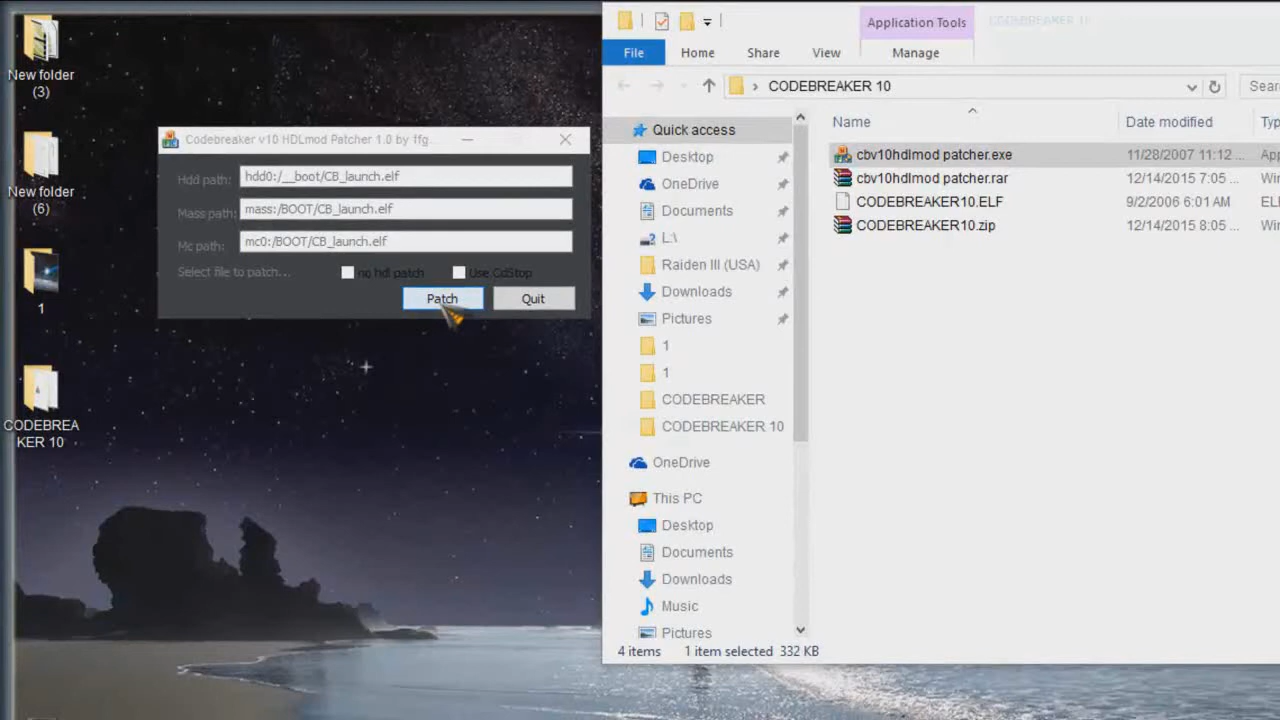 New folder
(3)
New folder
(6)
1
CODEBREA
KER 10
Codebreaker v10 HDLmod Patcher 1.0 by ffg...
Hdd path: hdd0:/__boot/CB_launch.elf
Mass path: mass:/BOOT/CB_launch.elf
Mc path: mc0:/BOOT/CB_launch.elf
Select file to patch... no hdl patch Use CdStop
Patch Quit
Application Tools CODEBREAKER 10
File Home Share View Manage
CODEBREAKER 10 Sear
Quick access
Desktop
OneDrive
Documents
L:\
Raiden III (USA)
Downloads
Pictures
1
1
CODEBREAKER
CODEBREAKER 10
OneDrive
This PC
Desktop
Documents
Downloads
Music
Pictures
Name Date modified Typ
cbv10hdlmod patcher.exe 11/28/2007 11:12 ... App
cbv10hdlmod patcher.rar 12/14/2015 7:05 ... Win
CODEBREAKER10.ELF 9/2/2006 6:01 AM ELF
CODEBREAKER10.zip 12/14/2015 8:05 ... Win
4 items 1 item selected 332 KB